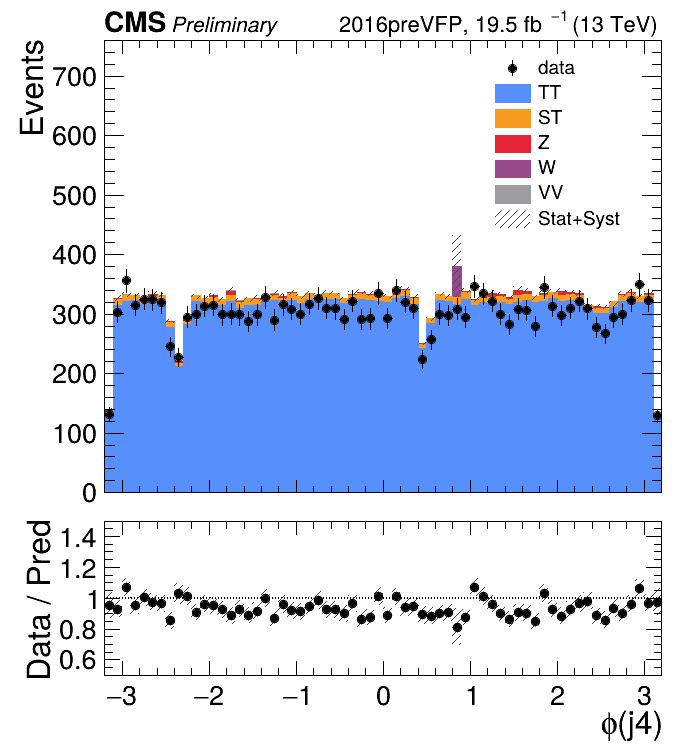 CMS Preliminary 2016preVFP, 19.5 fb⁻¹ (13 TeV)
Events
700
600
500
400
300
200
100
0
data
TT
ST
Z
W
VV
Stat+Syst
Data / Pred
1.4
1.2
1
0.8
0.6
−3 −2 −1 0 1 2 3
ϕ(j4)